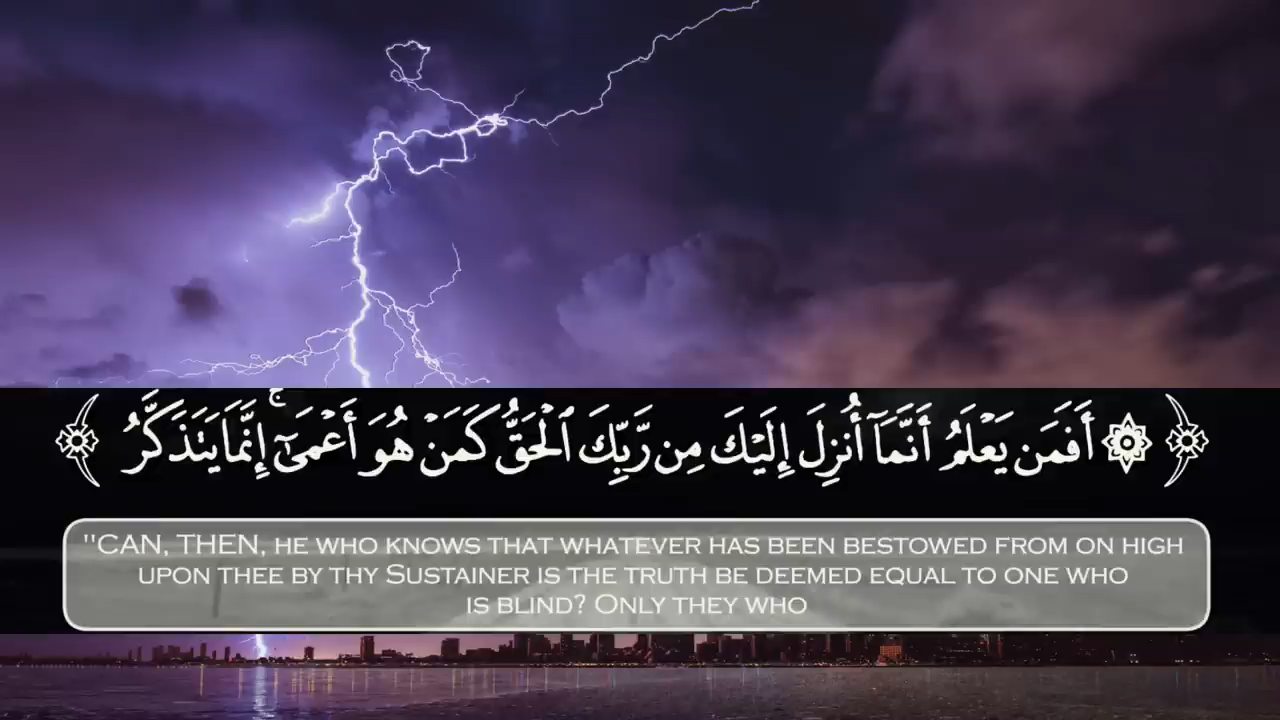 ۞ أَفَمَن يَعْلَمُ أَنَّمَآ أُنزِلَ إِلَيْكَ مِن رَّبِّكَ ٱلْحَقُّ كَمَنْ هُوَ أَعْمَىٰٓ ۚ إِنَّمَا يَتَذَكَّرُ
"CAN, THEN, HE WHO KNOWS THAT WHATEVER HAS BEEN BESTOWED FROM ON HIGH
UPON THEE BY THY SUSTAINER IS THE TRUTH BE DEEMED EQUAL TO ONE WHO
IS BLIND? ONLY THEY WHO